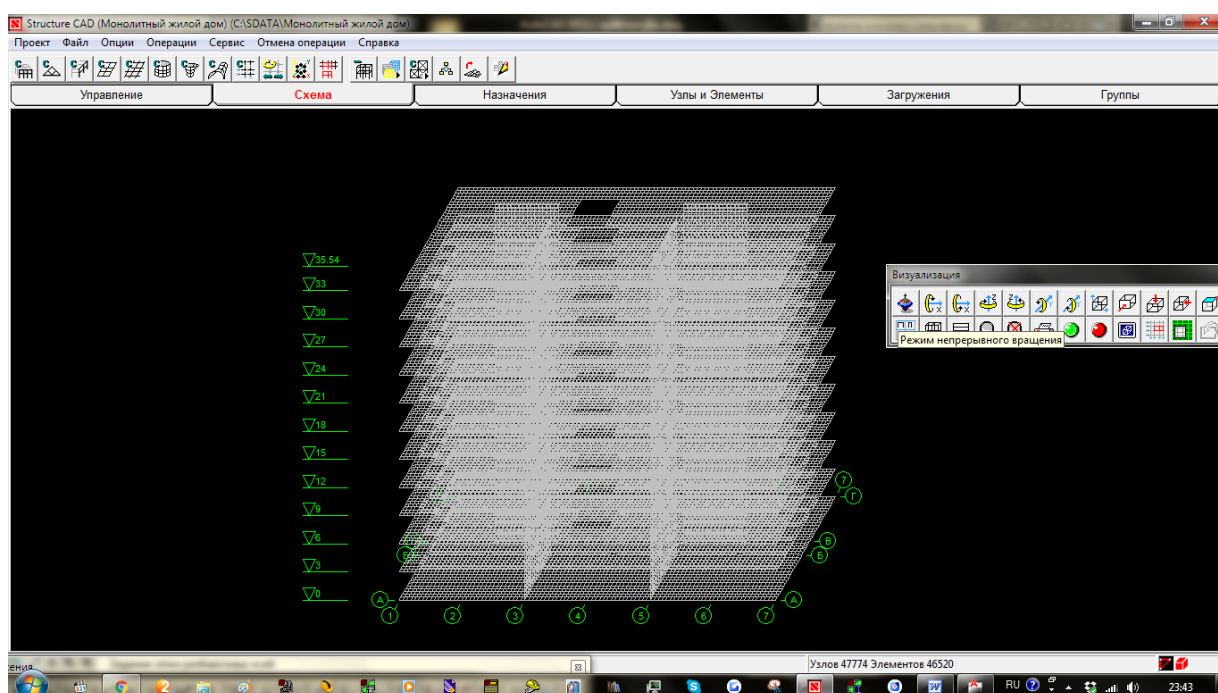 Structure CAD (Монолитный жилой дом) (C:\SDATA\Монолитный жилой дом)
Проект Файл Опции Операции Сервис Отмена операции Справка
Управление Схема Назначения Узлы и Элементы Загружения Группы
35.54
33
30
27
24
21
18
15
12
9
6
3
0
Визуализация
Режим непрерывного вращения
7
Г
В
Б
В
А
А
1 2 3 4 5 6 7
Узлов 47774 Элементов 46520
RU
23:43